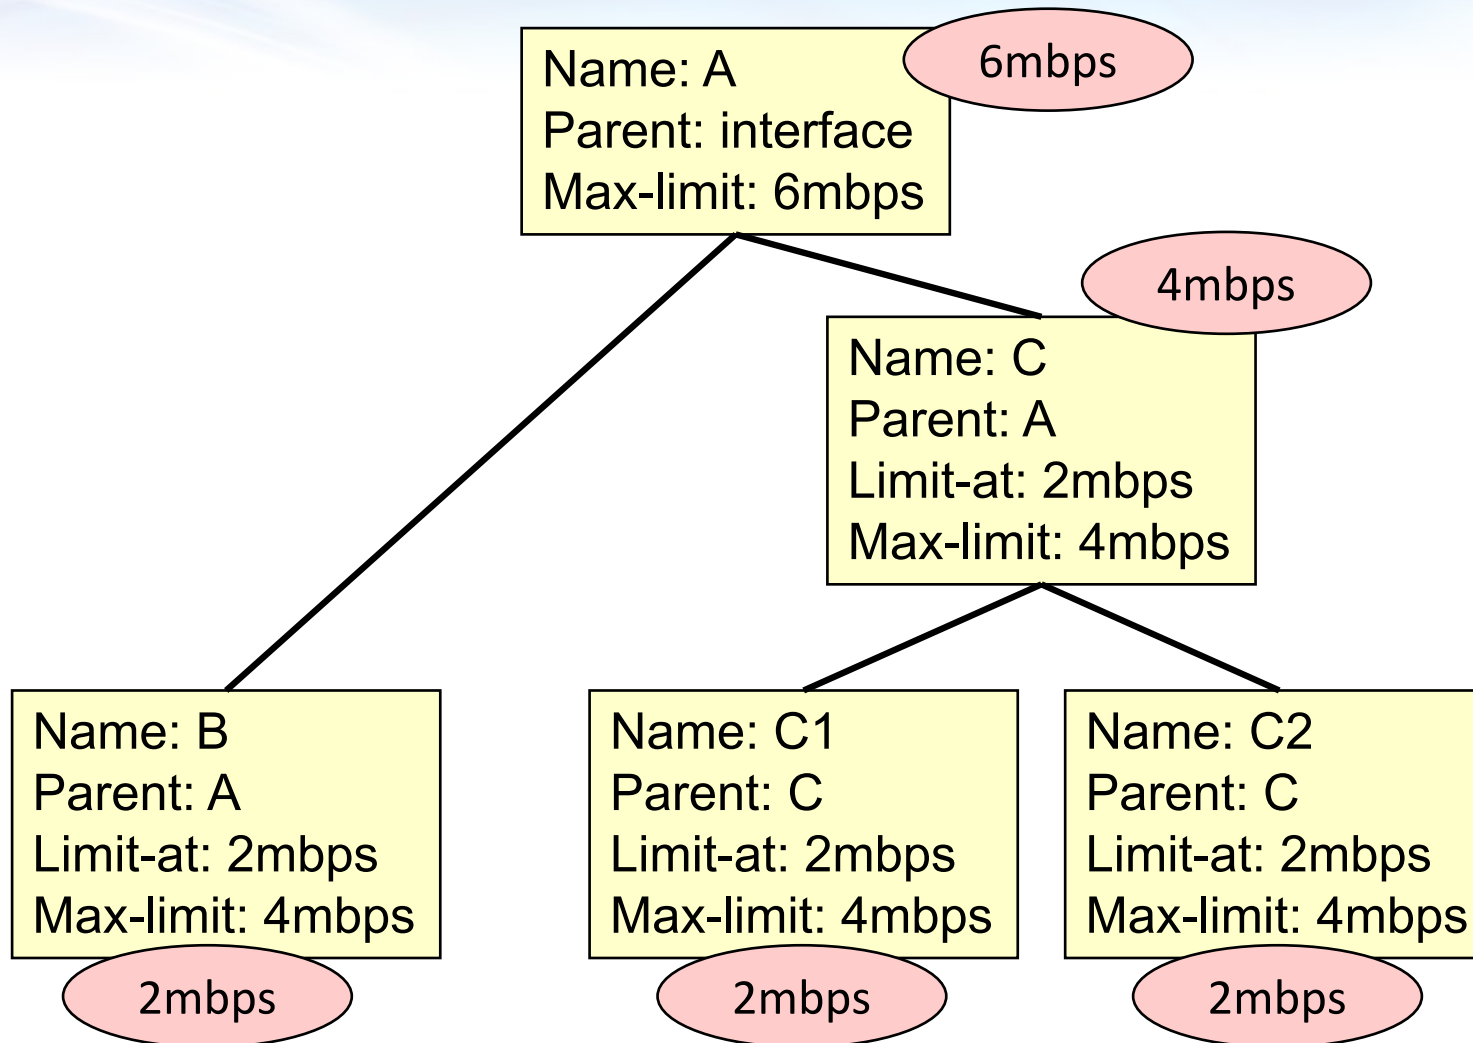 Name: A
Parent: interface
Max-limit: 6mbps
6mbps
4mbps
Name: C
Parent: A
Limit-at: 2mbps
Max-limit: 4mbps
Name: B
Parent: A
Limit-at: 2mbps
Max-limit: 4mbps
2mbps
Name: C1
Parent: C
Limit-at: 2mbps
Max-limit: 4mbps
2mbps
Name: C2
Parent: C
Limit-at: 2mbps
Max-limit: 4mbps
2mbps